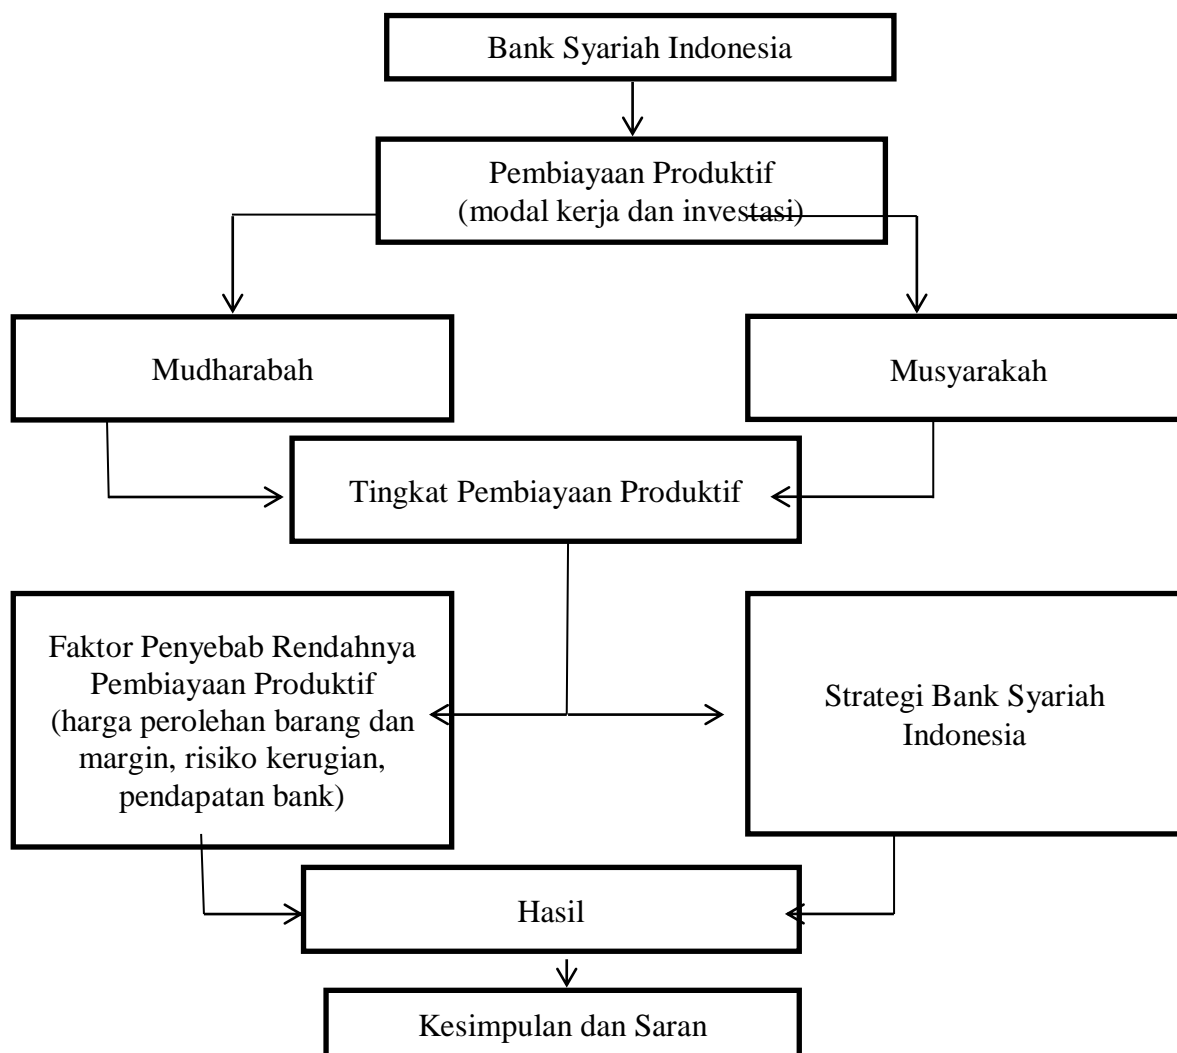 Bank Syariah Indonesia
Pembiayaan Produktif
(modal kerja dan investasi)
Mudharabah
Musyarakah
Tingkat Pembiayaan Produktif
Faktor Penyebab Rendahnya
Pembiayaan Produktif
(harga perolehan barang dan
margin, risiko kerugian,
pendapatan bank)
Strategi Bank Syariah
Indonesia
Hasil
Kesimpulan dan Saran